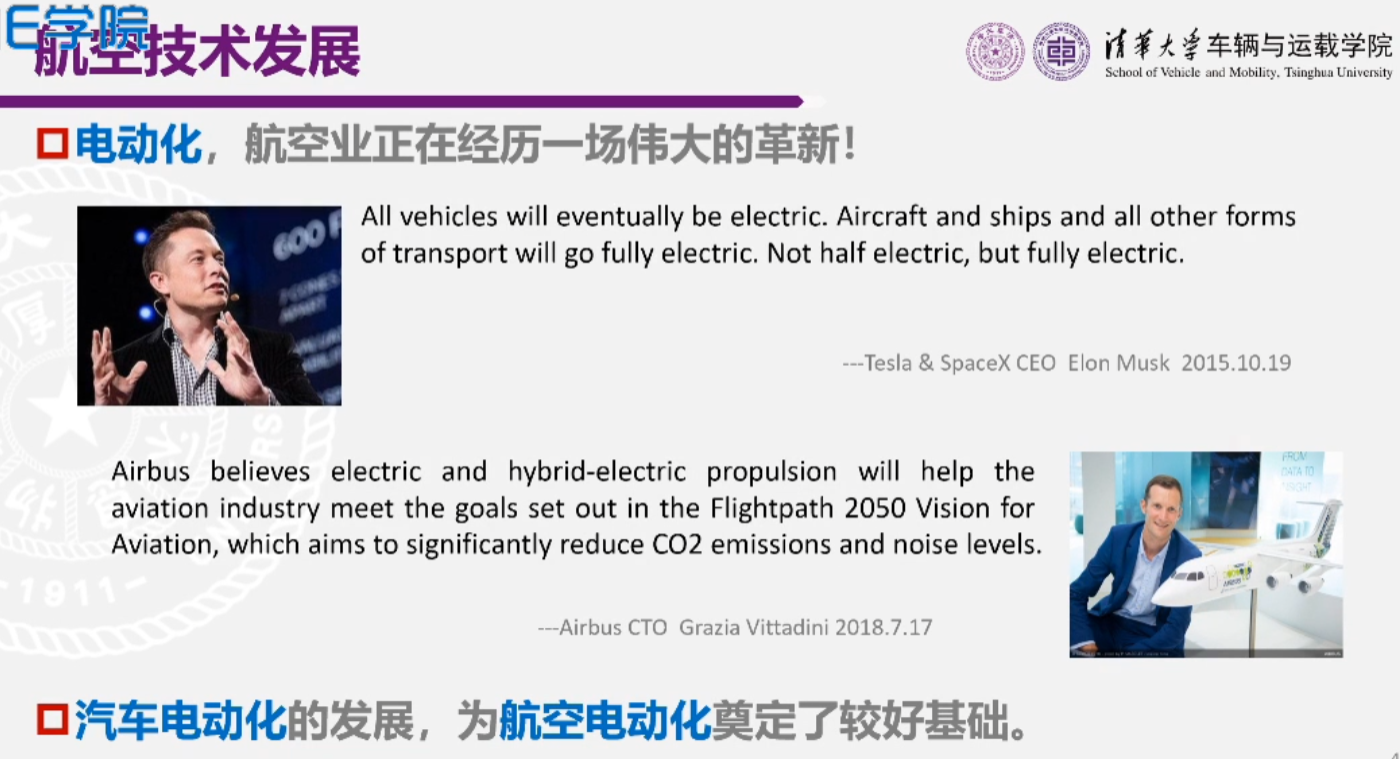 E学院
航空技术发展
清华大学车辆与运载学院
School of Vehicle and Mobility, Tsinghua University
电动化，航空业正在经历一场伟大的革新！
All vehicles will eventually be electric. Aircraft and ships and all other forms
of transport will go fully electric. Not half electric, but fully electric.
---Tesla & SpaceX CEO Elon Musk 2015.10.19
Airbus believes electric and hybrid-electric propulsion will help the
aviation industry meet the goals set out in the Flightpath 2050 Vision for
Aviation, which aims to significantly reduce CO2 emissions and noise levels.
---Airbus CTO Grazia Vittadini 2018.7.17
FROM
DATA TO
-1911-
汽车电动化的发展，为航空电动化奠定了较好基础。